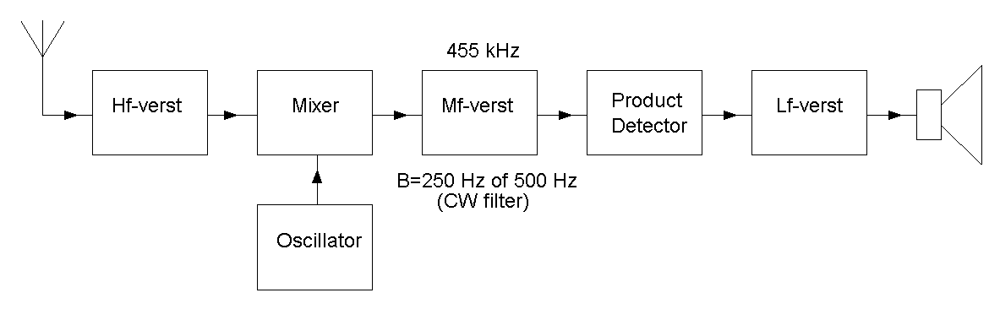 455 kHz
Hf-verst
Mixer
Mf-verst
Product
Detector
Lf-verst
B=250 Hz of 500 Hz
(CW filter)
Oscillator